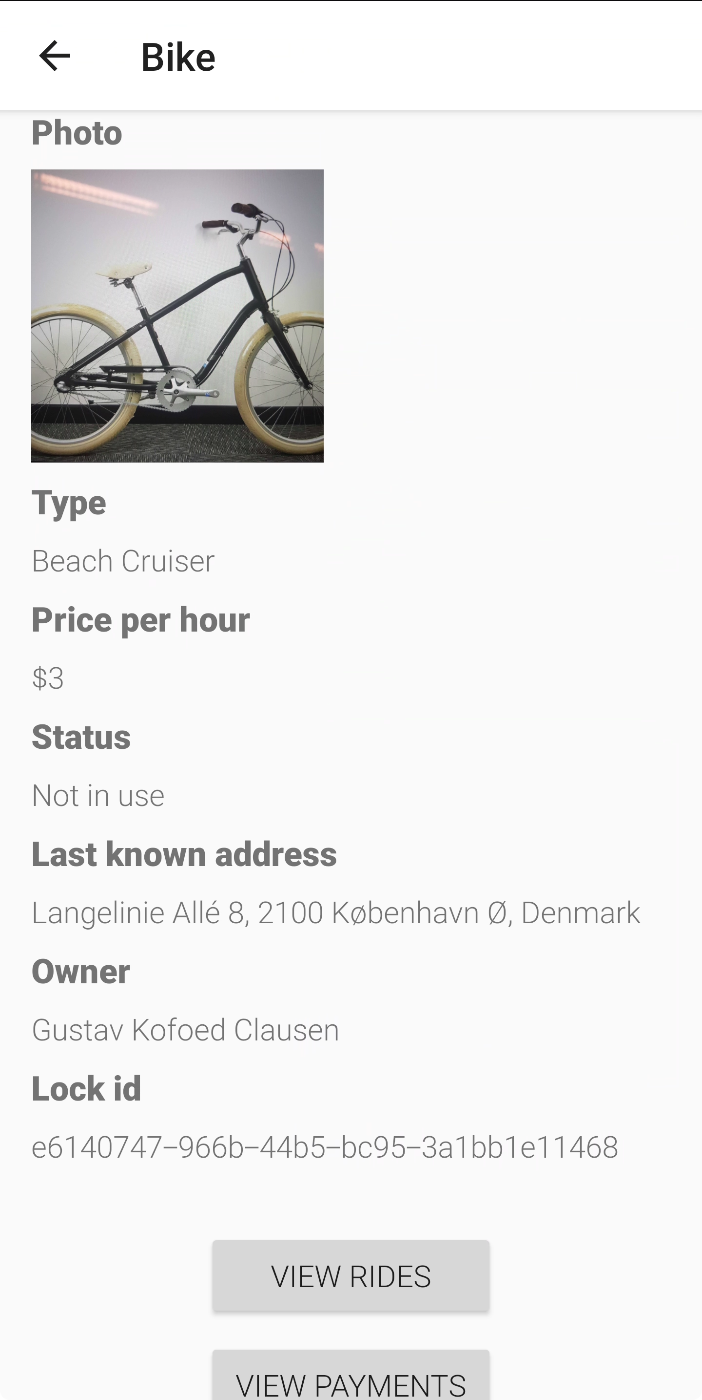 Bike
Photo
Type
Beach Cruiser
Price per hour
$3
Status
Not in use
Last known address
Langelinie Allé 8, 2100 København Ø, Denmark
Owner
Gustav Kofoed Clausen
Lock id
e6140747–966b–44b5–bc95–3a1bb1e11468
VIEW RIDES
VIEW PAYMENTS